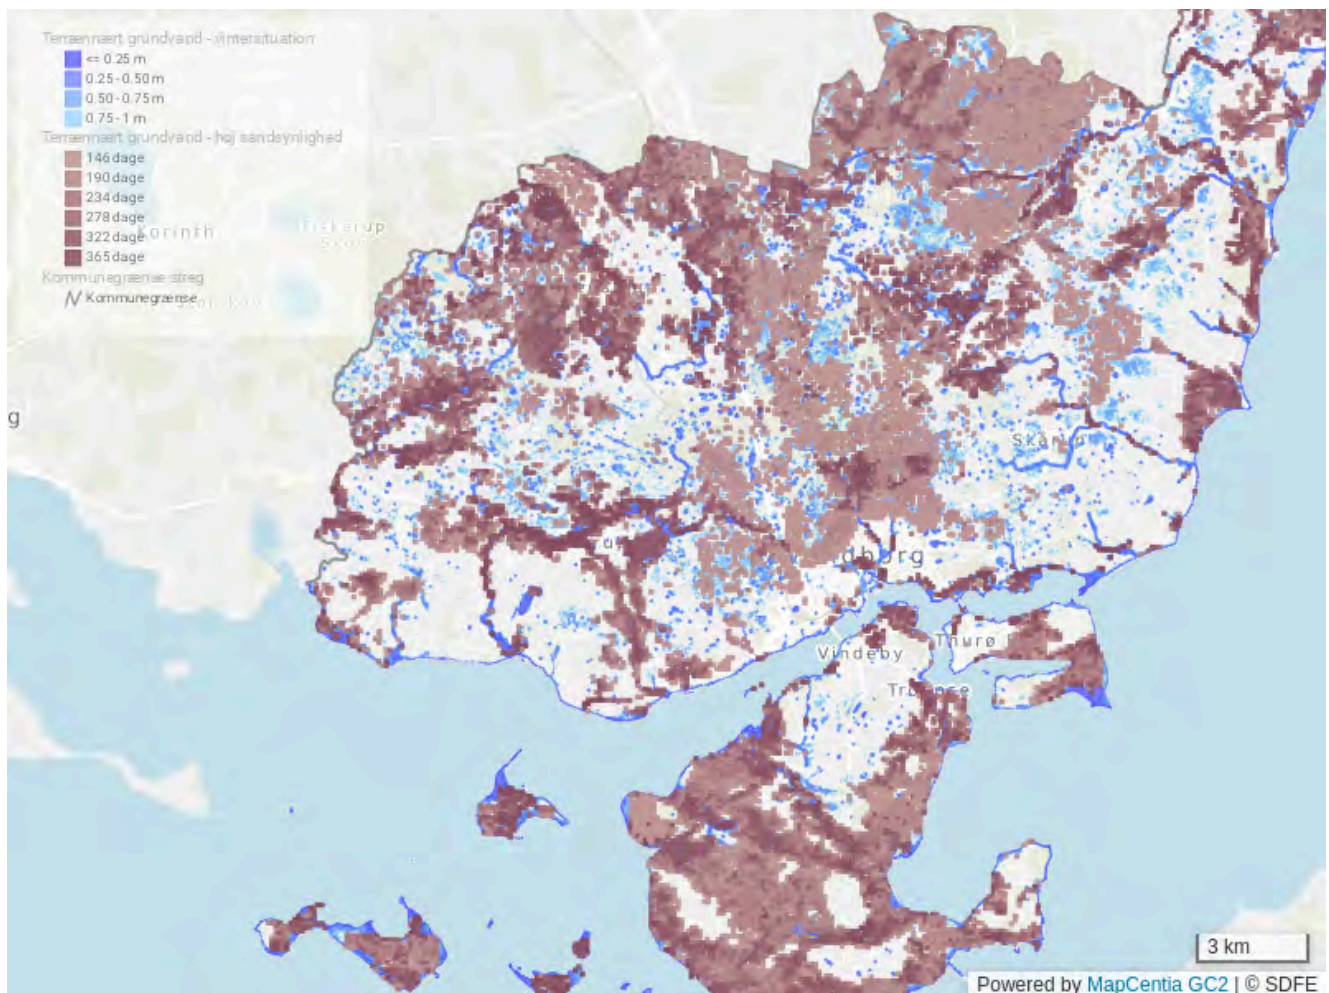 Terrænnært grundvand - vintersituation
<= 0.25 m
0.25 - 0.50 m
0.50 - 0.75 m
0.75 - 1 m
Terrænnært grundvand - høj sandsynlighed
146 dage
190 dage
234 dage
278 dage
322 dage
365 dage
Korinth
Kommunegrænse streg
Kommunegrænse
g
Skårup
dborg
Thurø
Vindeby
3 km
Powered by MapCentia GC2 | © SDFE